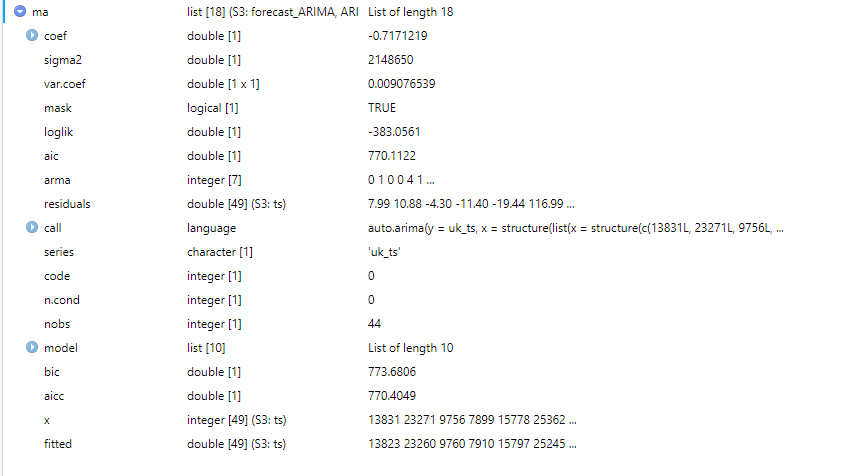 ma list [18] (S3: forecast_ARIMA, ARI List of length 18
coef double [1] -0.7171219
sigma2 double [1] 2148650
var.coef double [1 x 1] 0.009076539
mask logical [1] TRUE
loglik double [1] -383.0561
aic double [1] 770.1122
arma integer [7] 0 1 0 0 4 1 ...
residuals double [49] (S3: ts) 7.99 10.88 -4.30 -11.40 -19.44 116.99 ...
call language auto.arima(y = uk_ts, x = structure(list(x = structure(c(13831L, 23271L, 9756L, ...
series character [1] 'uk_ts'
code integer [1] 0
n.cond integer [1] 0
nobs integer [1] 44
model list [10] List of length 10
bic double [1] 773.6806
aicc double [1] 770.4049
x integer [49] (S3: ts) 13831 23271 9756 7899 15778 25362 ...
fitted double [49] (S3: ts) 13823 23260 9760 7910 15797 25245 ...